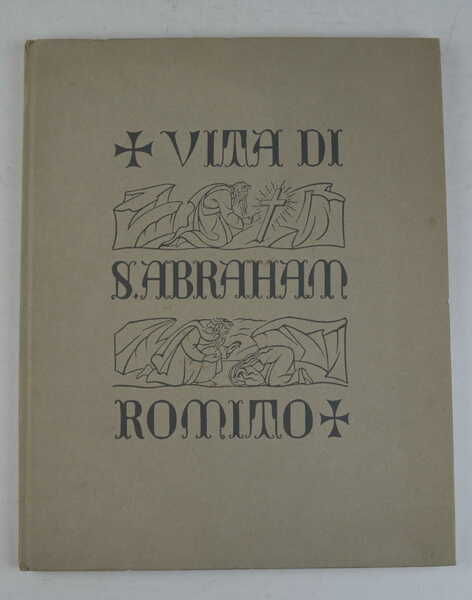 ✠ VITA DI
S. ABRAHAM
ROMITO ✠